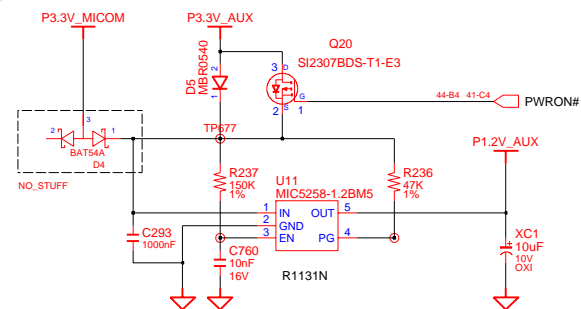 P3.3V_MICOM
P3.3V_AUX
Q20
SI2307BDS-T1-E3
D5
MBR0540
2
1
3
D
G
S
2
1
44-B4 41-C4
PWRON#
3
2
1
BAT54A
D4
NO_STUFF
TP677
P1.2V_AUX
R237
150K
1%
R236
47K
1%
U11
MIC5258-1.2BM5
1 IN OUT 5
2 GND
3 EN PG 4
C293
1000nF
C760
10nF
16V
R1131N
XC1
10uF
10V
OXI
+